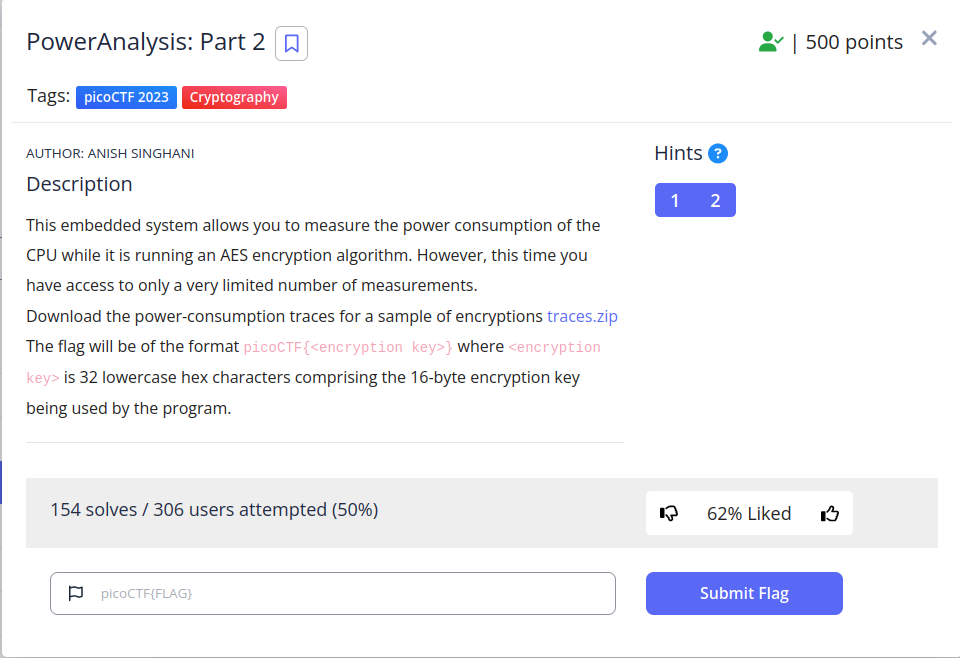 PowerAnalysis: Part 2
| 500 points
Tags: picoCTF 2023 Cryptography
AUTHOR: ANISH SINGHANI
Hints ?
Description
1 2
This embedded system allows you to measure the power consumption of the
CPU while it is running an AES encryption algorithm. However, this time you
have access to only a very limited number of measurements.
Download the power-consumption traces for a sample of encryptions traces.zip
The flag will be of the format picoCTF{<encryption key>} where <encryption
key> is 32 lowercase hex characters comprising the 16-byte encryption key
being used by the program.
154 solves / 306 users attempted (50%)
62% Liked
picoCTF{FLAG}
Submit Flag